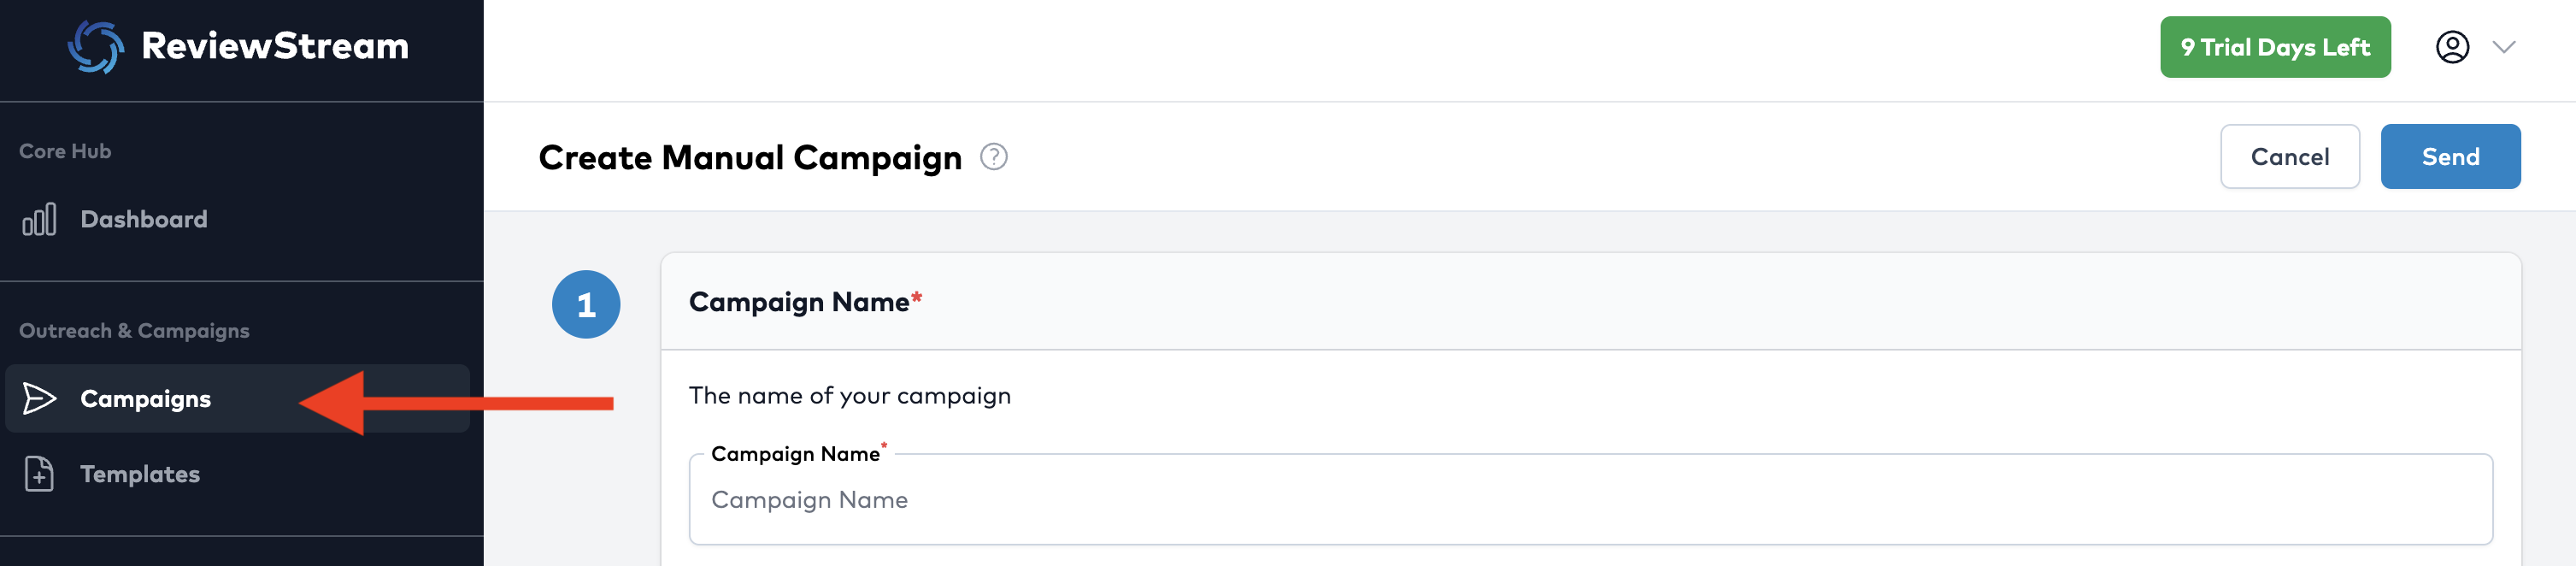 ReviewStream
9 Trial Days Left
Core Hub
Dashboard
Outreach & Campaigns
Campaigns
Templates
Create Manual Campaign ?
Cancel
Send
1
Campaign Name*
The name of your campaign
Campaign Name*
Campaign Name